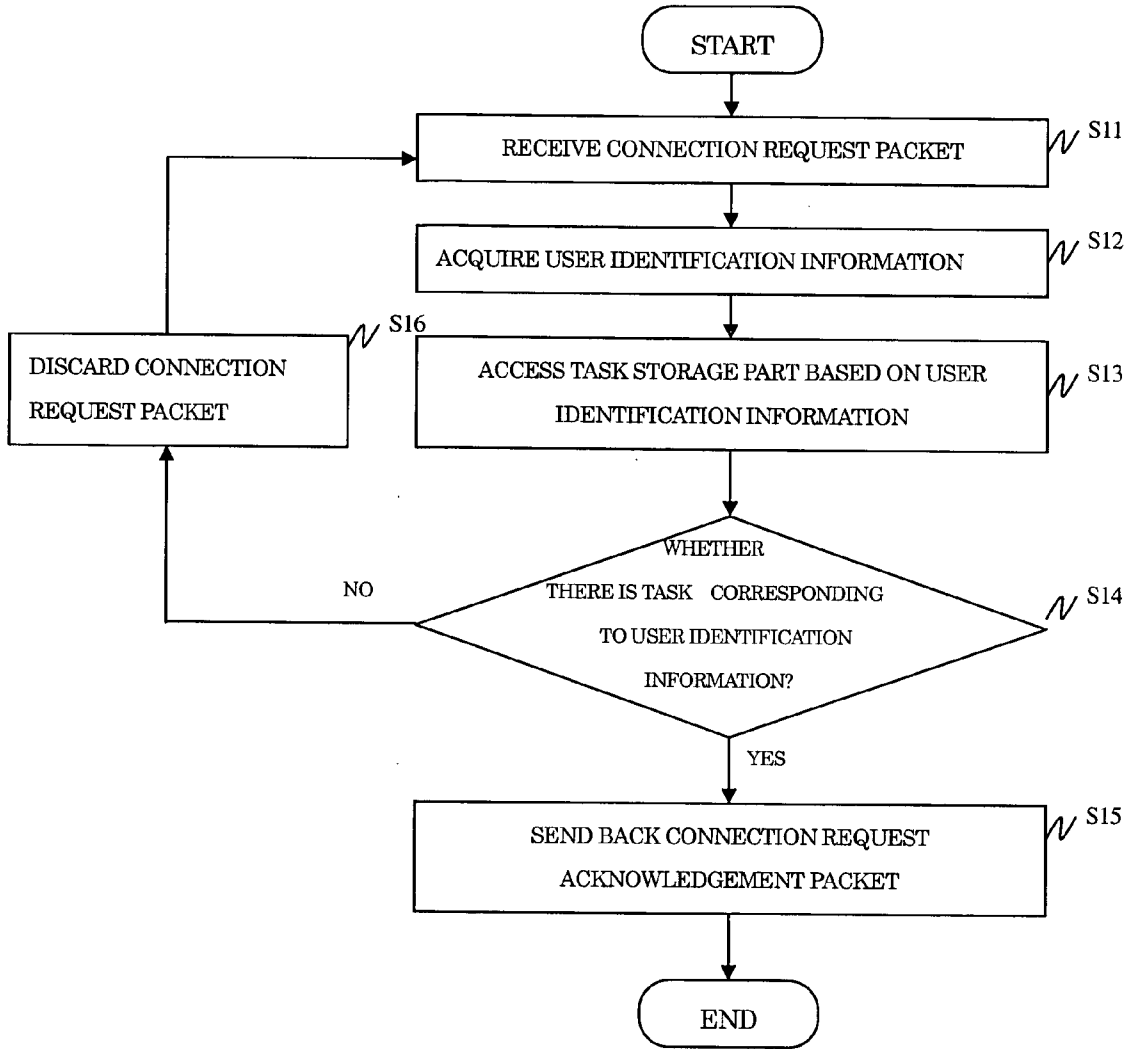 START
RECEIVE CONNECTION REQUEST PACKET
S11
ACQUIRE USER IDENTIFICATION INFORMATION
S12
ACCESS TASK STORAGE PART BASED ON USER
IDENTIFICATION INFORMATION
S13
DISCARD CONNECTION
REQUEST PACKET
S16
WHETHER
THERE IS TASK CORRESPONDING
TO USER IDENTIFICATION
INFORMATION?
S14
NO
YES
SEND BACK CONNECTION REQUEST
ACKNOWLEDGEMENT PACKET
S15
END